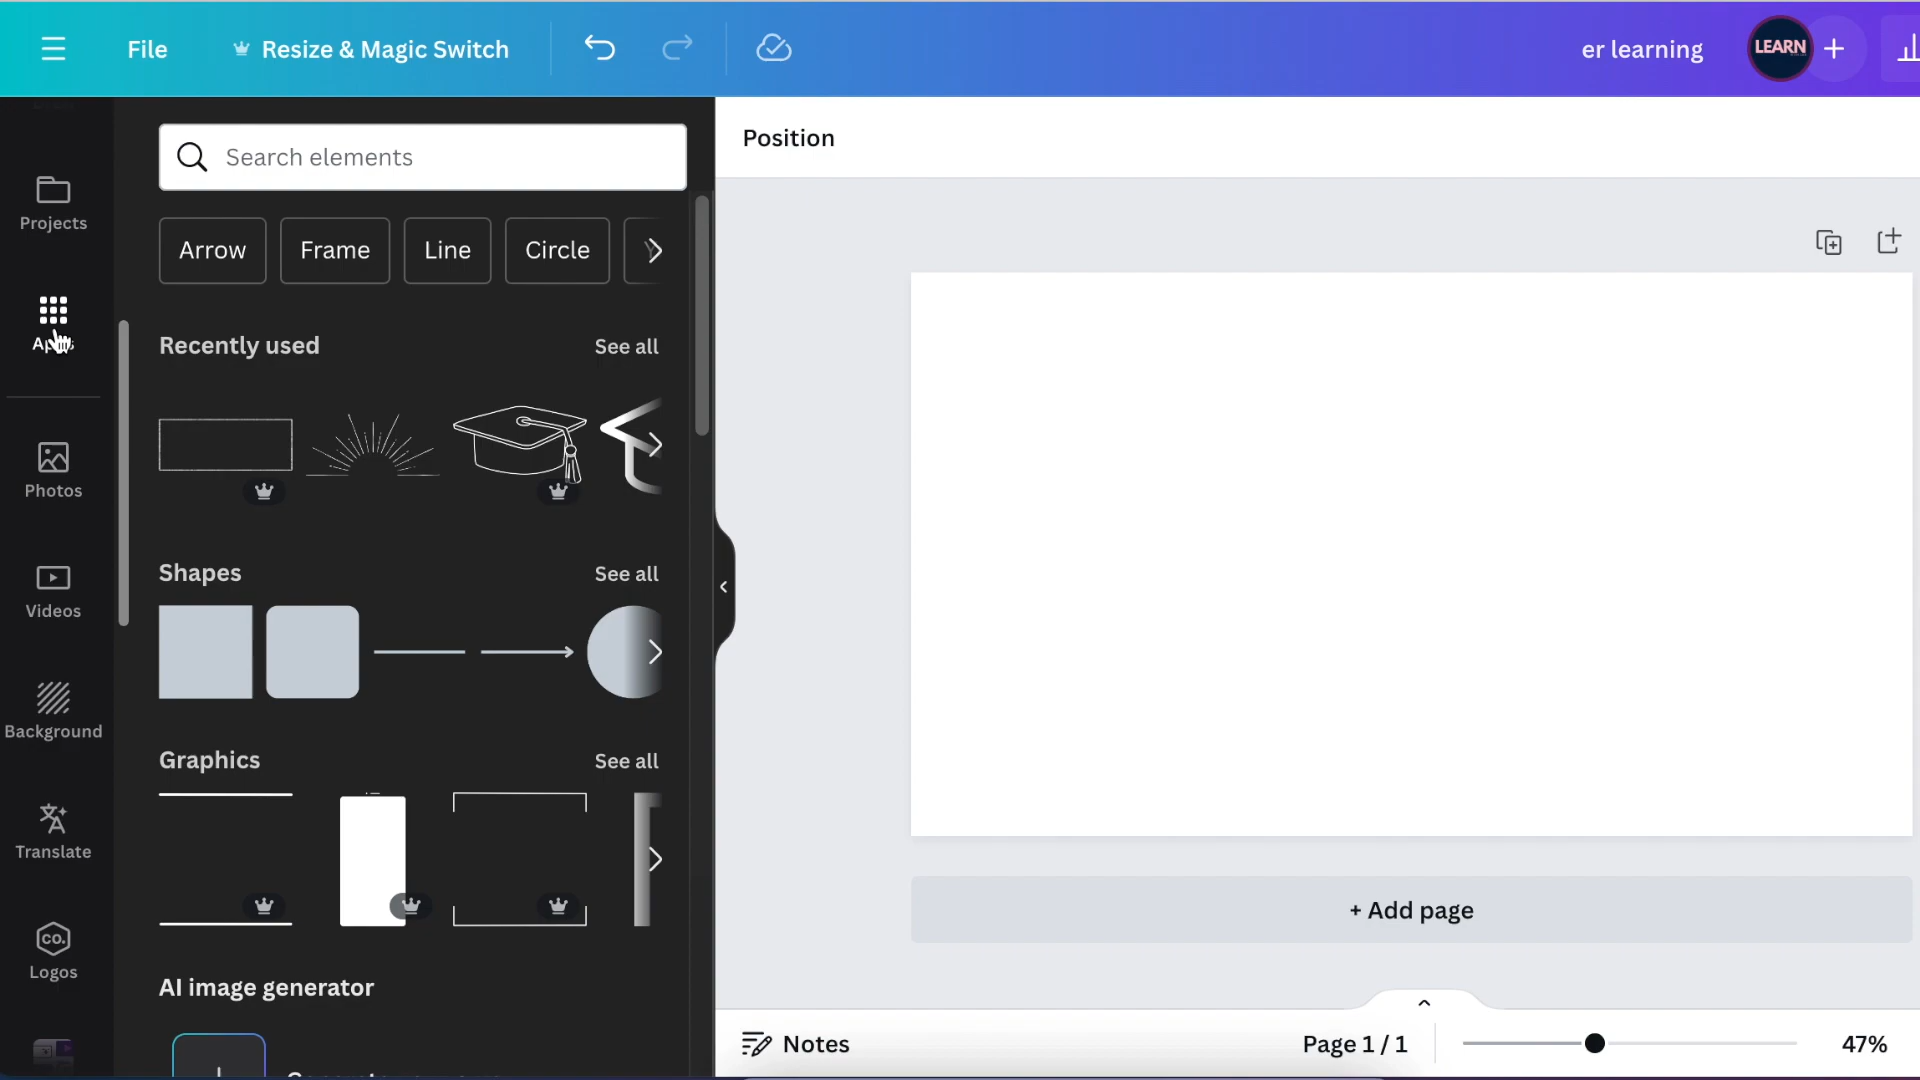 File
Resize & Magic Switch
er learning
LEARN
Position
Search elements
Projects
Arrow
Frame
Line
Circle
Apps
Recently used
See all
Photos
Shapes
See all
Videos
Background
Graphics
See all
Translate
+ Add page
CO.
Logos
AI image generator
Notes
Page 1 / 1
47%